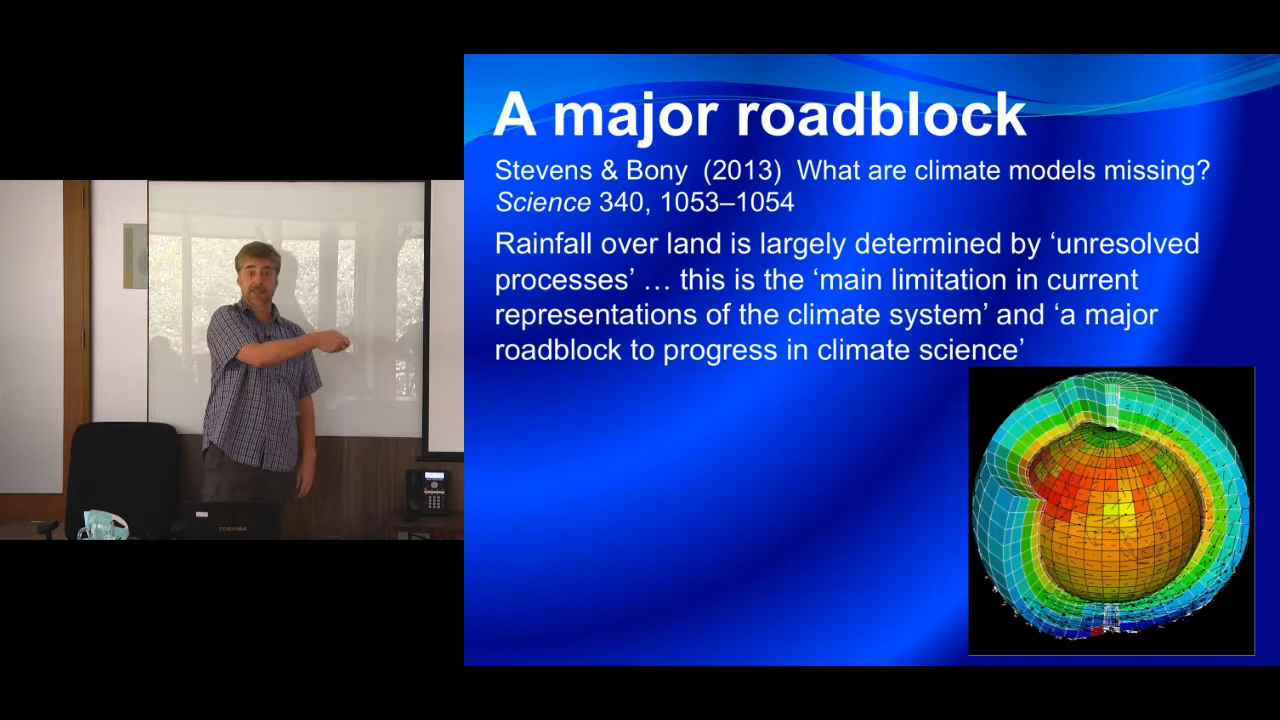 A major roadblock
Stevens & Bony (2013) What are climate models missing?
Science 340, 1053–1054
Rainfall over land is largely determined by ‘unresolved
processes’ … this is the ‘main limitation in current
representations of the climate system’ and ‘a major
roadblock to progress in climate science’
TOSHIBA